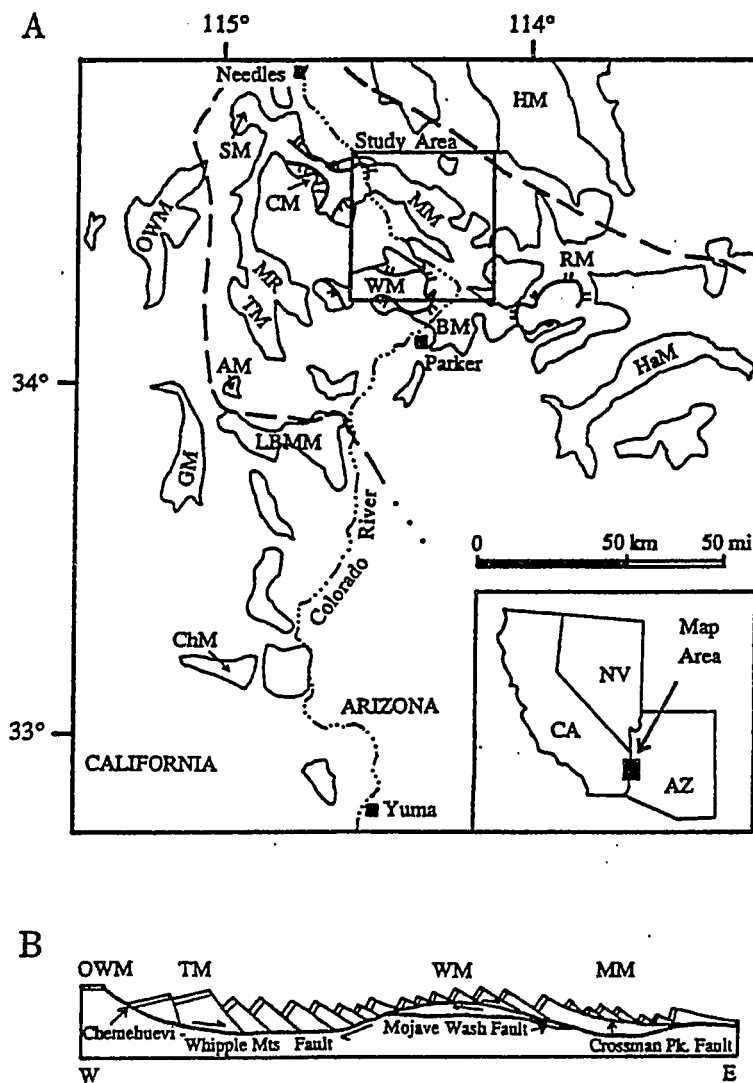 A
115°
114°
Needles
HM
Study Area
SM
CM
MM
OWM
RM
MR
WM
TM
BM
Parker
HaM
AM
34°
LBMM
GM
River
Colorado
0 50 km 50 mi
ChM
Map
Area
NV
33°
ARIZONA
CA
CALIFORNIA
AZ
Yuma
B
OWM TM WM MM
Chemehuevi - Whipple Mts Fault
Mojave Wash Fault
Crossman Pk. Fault
W E